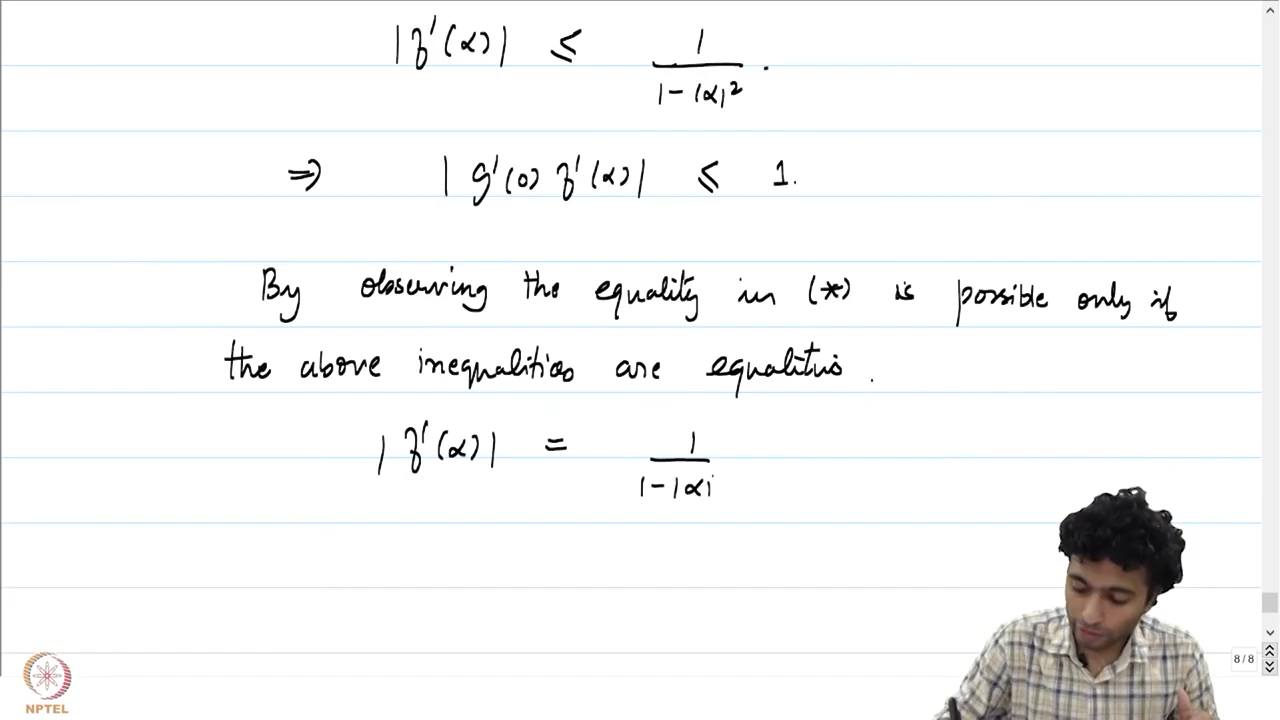 |f'(α)| ≤ 1/(1-|α|²) .
⇒ |g'(0) f'(α)| ≤ 1.
By observing the equality in (*) is possible only if
the above inequalities are equalities .
|f'(α)| = 1/(1-|α|
8/8
NPTEL